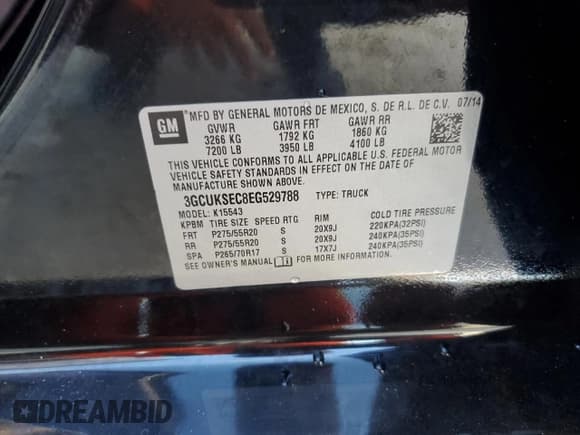 GM
MFD BY GENERAL MOTORS DE MEXICO, S. DE R.L. DE C.V. 07/14
GVWR GAWR FRT GAWR RR
3266 KG 1792 KG 1860 KG
7200 LB 3950 LB 4100 LB
THIS VEHICLE CONFORMS TO ALL APPLICABLE U.S. FEDERAL MOTOR
VEHICLE SAFETY STANDARDS IN EFFECT ON THE DATE OF
MANUFACTURE SHOWN ABOVE.
3GCUKSEC8EG529788 TYPE: TRUCK
MODEL: K15543
KPBM TIRE SIZE SPEED RTG RIM COLD TIRE PRESSURE
FRT P275/55R20 S 20X9J 220KPA(32PSI)
RR P275/55R20 S 20X9J 240KPA(35PSI)
SPA P265/70R17 S 17X7J 240KPA(35PSI)
SEE OWNER'S MANUAL FOR MORE INFORMATION.
DREAMBID